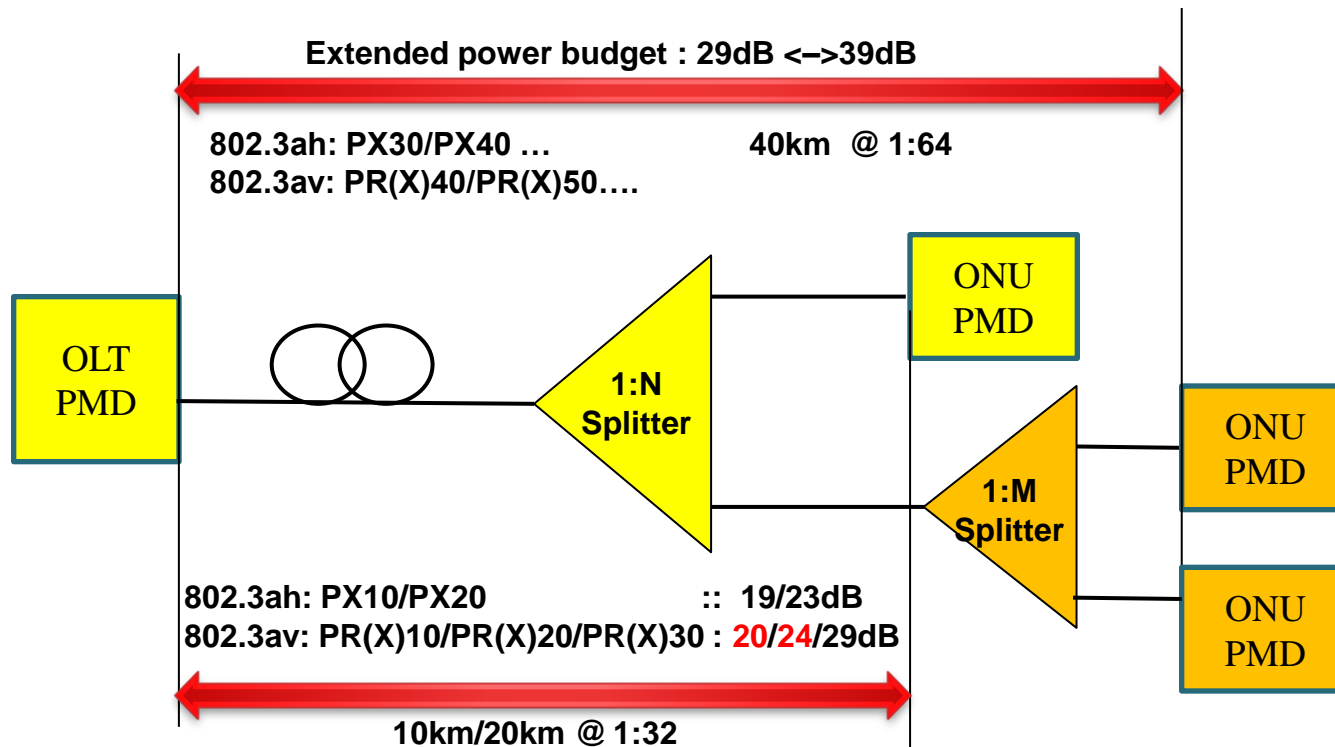 Extended power budget : 29dB <–>39dB
802.3ah: PX30/PX40 … 40km @ 1:64
802.3av: PR(X)40/PR(X)50….
ONU
PMD
OLT
PMD
1:N
Splitter
ONU
PMD
1:M
Splitter
802.3ah: PX10/PX20 :: 19/23dB
802.3av: PR(X)10/PR(X)20/PR(X)30 : 20/24/29dB
ONU
PMD
10km/20km @ 1:32